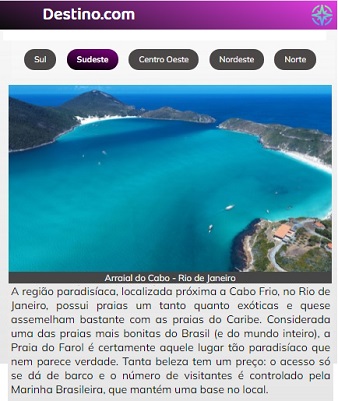 Destino.com
Sul
Sudeste
Centro Oeste
Nordeste
Norte
Arraial do Cabo - Rio de Janeiro
A região paradisíaca, localizada próxima a Cabo Frio, no Rio de
Janeiro, possui praias um tanto quanto exóticas e quese
assemelham bastante com as praias do Caribe. Considerada
uma das praias mais bonitas do Brasil (e do mundo inteiro), a
Praia do Farol é certamente aquele lugar tão paradisíaco que
nem parece verdade. Tanta beleza tem um preço: o acesso só
se dá de barco e o número de visitantes é controlado pela
Marinha Brasileira, que mantém uma base no local.